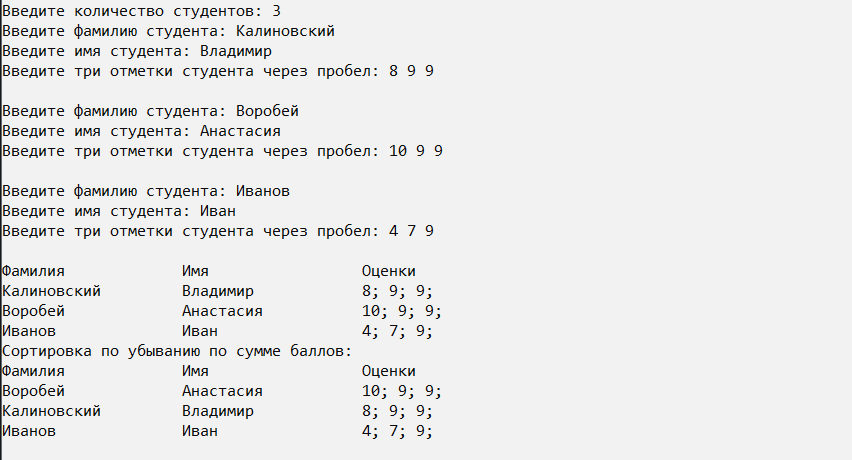 Введите количество студентов: 3
Введите фамилию студента: Калиновский
Введите имя студента: Владимир
Введите три отметки студента через пробел: 8 9 9
Введите фамилию студента: Воробей
Введите имя студента: Анастасия
Введите три отметки студента через пробел: 10 9 9
Введите фамилию студента: Иванов
Введите имя студента: Иван
Введите три отметки студента через пробел: 4 7 9
Фамилия Имя Оценки
Калиновский Владимир 8; 9; 9;
Воробей Анастасия 10; 9; 9;
Иванов Иван 4; 7; 9;
Сортировка по убыванию по сумме баллов:
Фамилия Имя Оценки
Воробей Анастасия 10; 9; 9;
Калиновский Владимир 8; 9; 9;
Иванов Иван 4; 7; 9;